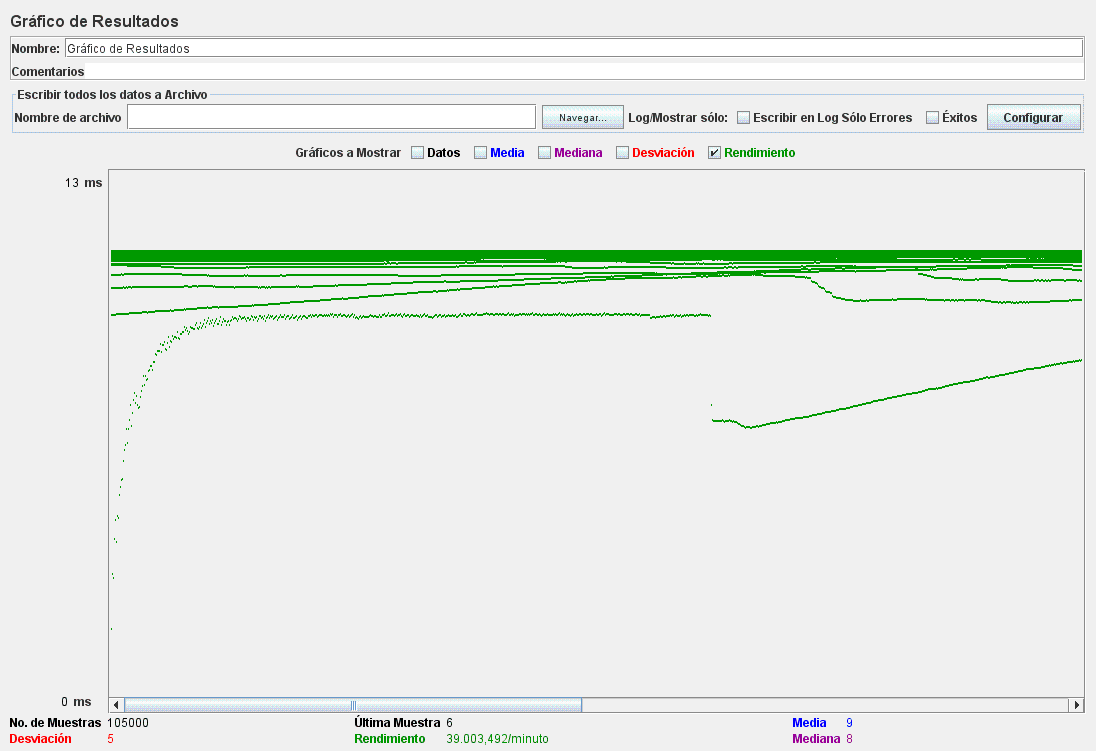 Gráfico de Resultados
Nombre: Gráfico de Resultados
Comentarios
Escribir todos los datos a Archivo
Nombre de archivo Navegar... Log/Mostrar sólo: Escribir en Log Sólo Errores Éxitos Configurar
Gráficos a Mostrar Datos Media Mediana Desviación Rendimiento
13 ms
0 ms
No. de Muestras 105000 Última Muestra 6 Media 9
Desviación 5 Rendimiento 39.003,492/minuto Mediana 8